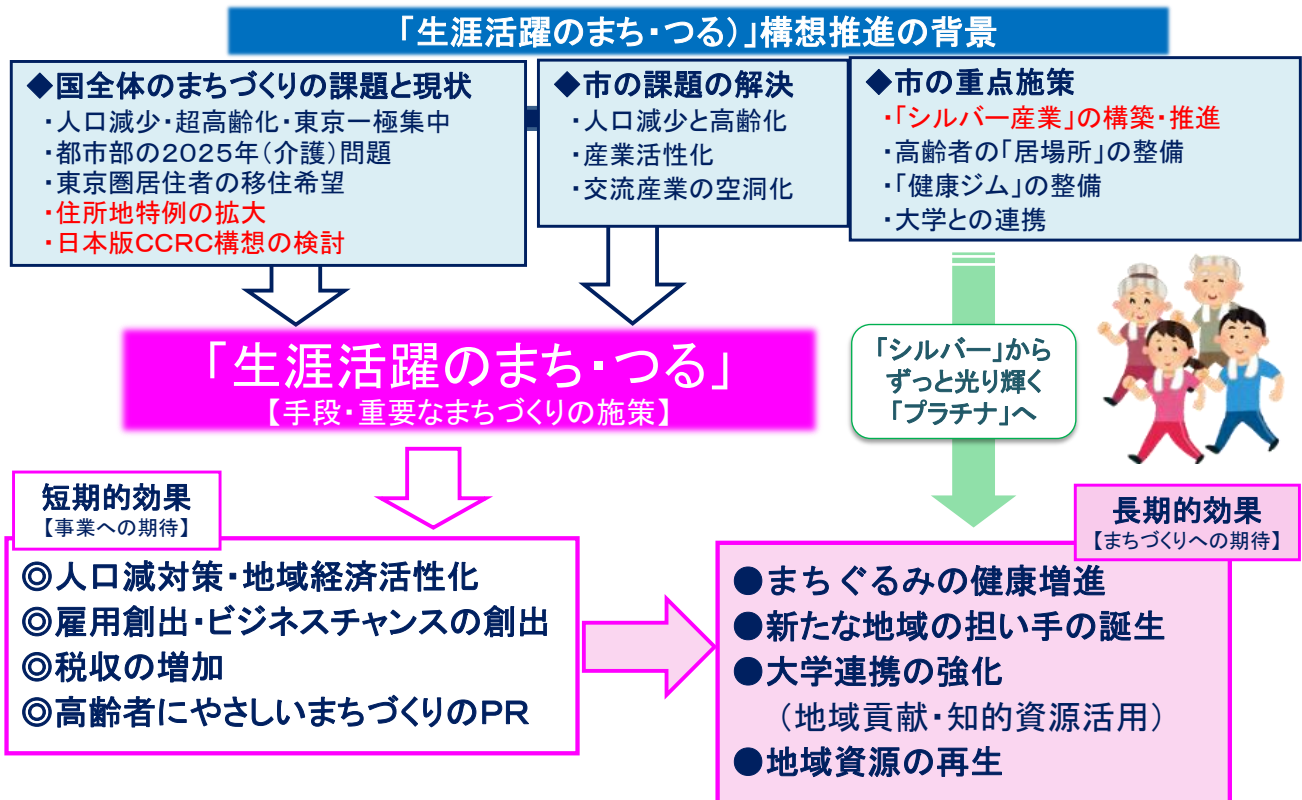 「生涯活躍のまち・つる）」構想推進の背景
◆国全体のまちづくりの課題と現状
・人口減少・超高齢化・東京一極集中
・都市部の２０２５年（介護）問題
・東京圏居住者の移住希望
・住所地特例の拡大
・日本版ＣＣＲＣ構想の検討
◆市の課題の解決
・人口減少と高齢化
・産業活性化
・交流産業の空洞化
◆市の重点施策
・「シルバー産業」の構築・推進
・高齢者の「居場所」の整備
・「健康ジム」の整備
・大学との連携
「生涯活躍のまち・つる」
【手段・重要なまちづくりの施策】
「シルバー」から
ずっと光り輝く
「プラチナ」へ
短期的効果
【事業への期待】
◎人口減対策・地域経済活性化
◎雇用創出・ビジネスチャンスの創出
◎税収の増加
◎高齢者にやさしいまちづくりのＰＲ
長期的効果
【まちづくりへの期待】
●まちぐるみの健康増進
●新たな地域の担い手の誕生
●大学連携の強化
（地域貢献・知的資源活用）
●地域資源の再生